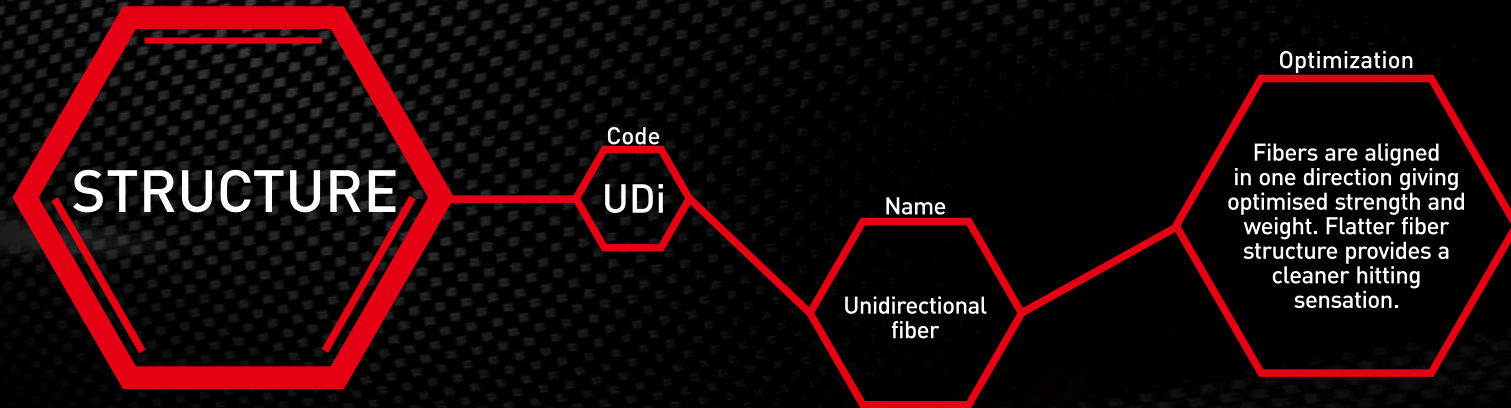 STRUCTURE
Code
UDi
Name
Unidirectional
fiber
Optimization
Fibers are aligned
in one direction giving
optimised strength and
weight. Flatter fiber
structure provides a
cleaner hitting
sensation.